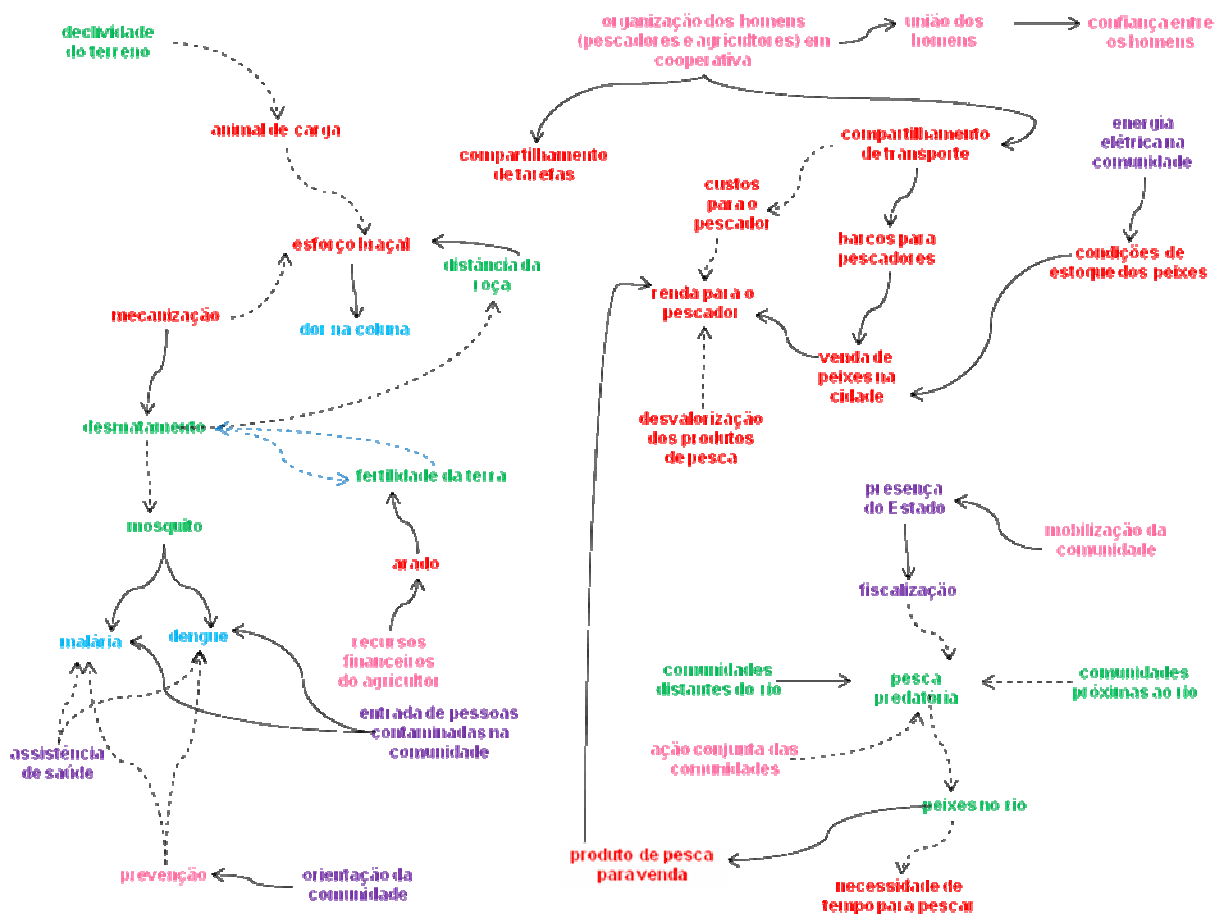 declividade
do terreno
organização dos homens
(pescadores e agricultores) em
cooperativa
união dos
homens
confiança entre
os homens
animal de carga
compartilhamento
de tarefas
compartilhamento
de transporte
energia
elétrica na
comunidade
custos
para o
pescador
esforço braçal
distância da
roça
barcos para
pescadores
condições de
estoque dos peixes
mecanização
dor na coluna
renda para o
pescador
venda de
peixes na
cidade
desmatamento
desvalorização
dos produtos
de pesca
fertilidade da terra
presença
do Estado
mosquito
mobilização da
comunidade
arado
fiscalização
malária
dengue
recursos
financeiros
do agricultor
comunidades
distantes do rio
pesca
predatória
comunidades
próximas ao rio
entrada de pessoas
contaminadas na
comunidade
assistência
de saúde
ação conjunta das
comunidades
peixes no rio
prevenção
orientação da
comunidade
produto de pesca
para venda
necessidade de
tempo para pescar